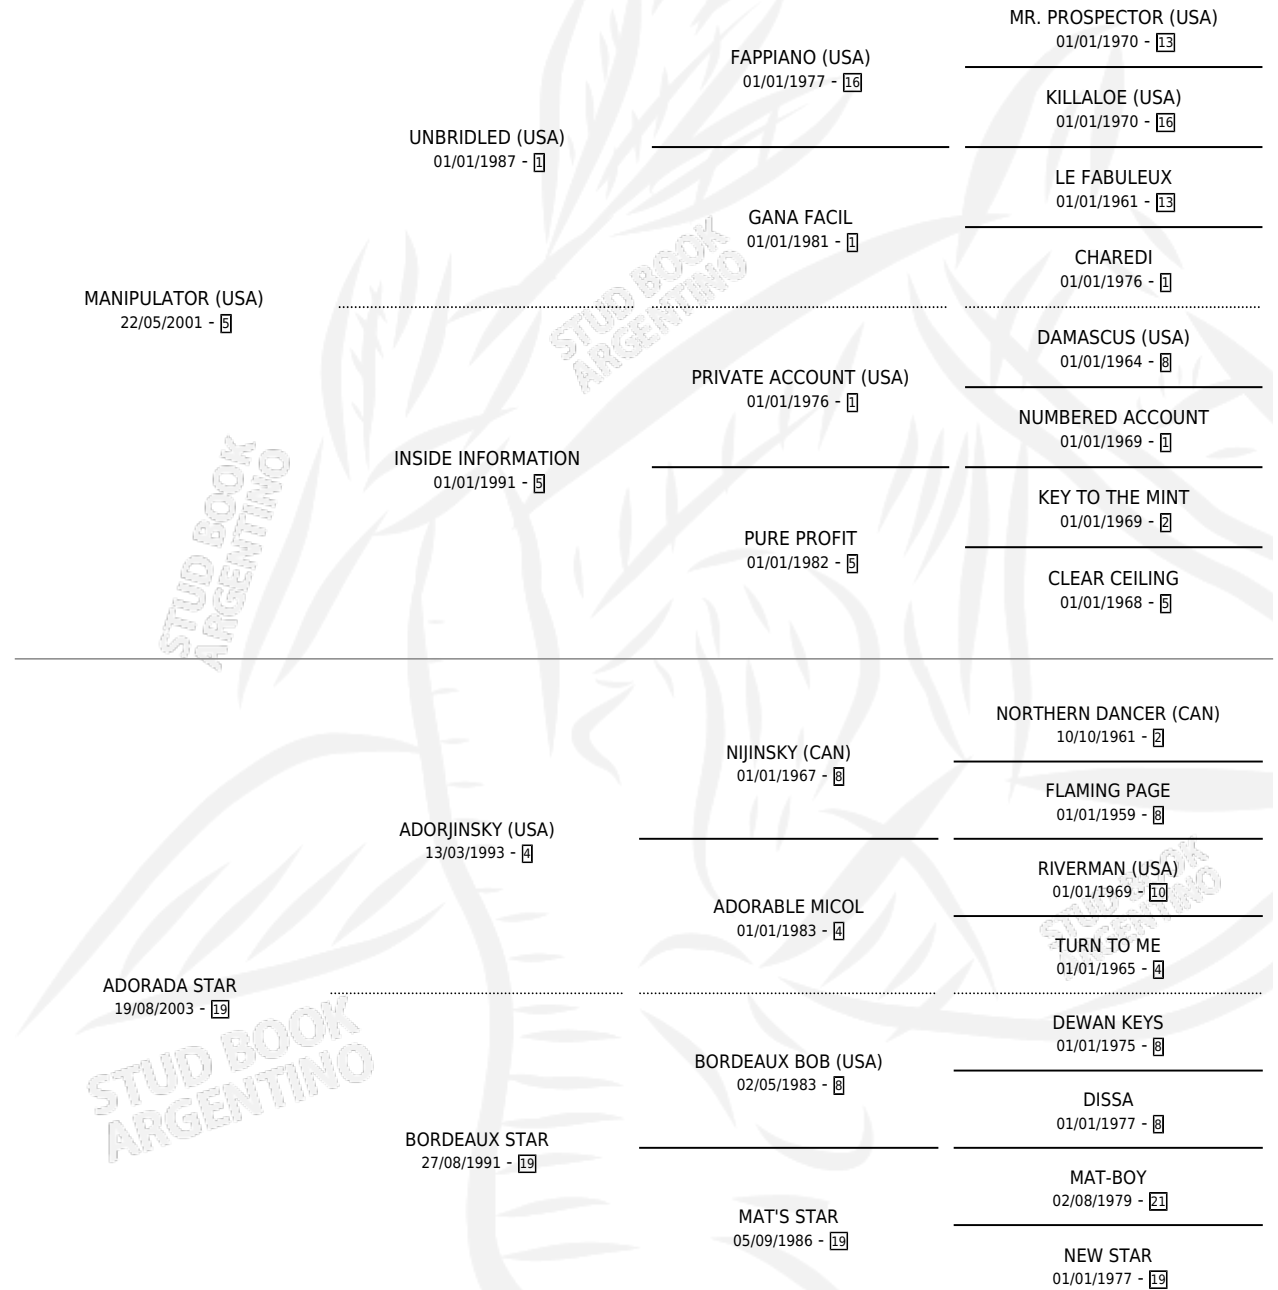 MR. PROSPECTOR (USA)
01/01/1970 - 13
FAPPIANO (USA)
01/01/1977 - 16
KILLALOE (USA)
01/01/1970 - 16
UNBRIDLED (USA)
01/01/1987 - 1
LE FABULEUX
01/01/1961 - 13
GANA FACIL
01/01/1981 - 1
CHAREDI
01/01/1976 - 1
MANIPULATOR (USA)
22/05/2001 - 5
DAMASCUS (USA)
01/01/1964 - 8
PRIVATE ACCOUNT (USA)
01/01/1976 - 1
NUMBERED ACCOUNT
01/01/1969 - 1
INSIDE INFORMATION
01/01/1991 - 5
KEY TO THE MINT
01/01/1969 - 2
PURE PROFIT
01/01/1982 - 5
CLEAR CEILING
01/01/1968 - 5
NORTHERN DANCER (CAN)
10/10/1961 - 2
NIJINSKY (CAN)
01/01/1967 - 8
FLAMING PAGE
01/01/1959 - 8
ADORJINSKY (USA)
13/03/1993 - 4
RIVERMAN (USA)
01/01/1969 - 10
ADORABLE MICOL
01/01/1983 - 4
TURN TO ME
01/01/1965 - 4
ADORADA STAR
19/08/2003 - 19
DEWAN KEYS
01/01/1975 - 8
BORDEAUX BOB (USA)
02/05/1983 - 8
DISSA
01/01/1977 - 8
BORDEAUX STAR
27/08/1991 - 19
MAT-BOY
02/08/1979 - 21
MAT'S STAR
05/09/1986 - 19
NEW STAR
01/01/1977 - 19
STUD BOOK
ARGENTINO
STUD BOOK
ARGENTINO
STUD BOOK
ARGENTINO
STUD BOOK
ARGENTINO